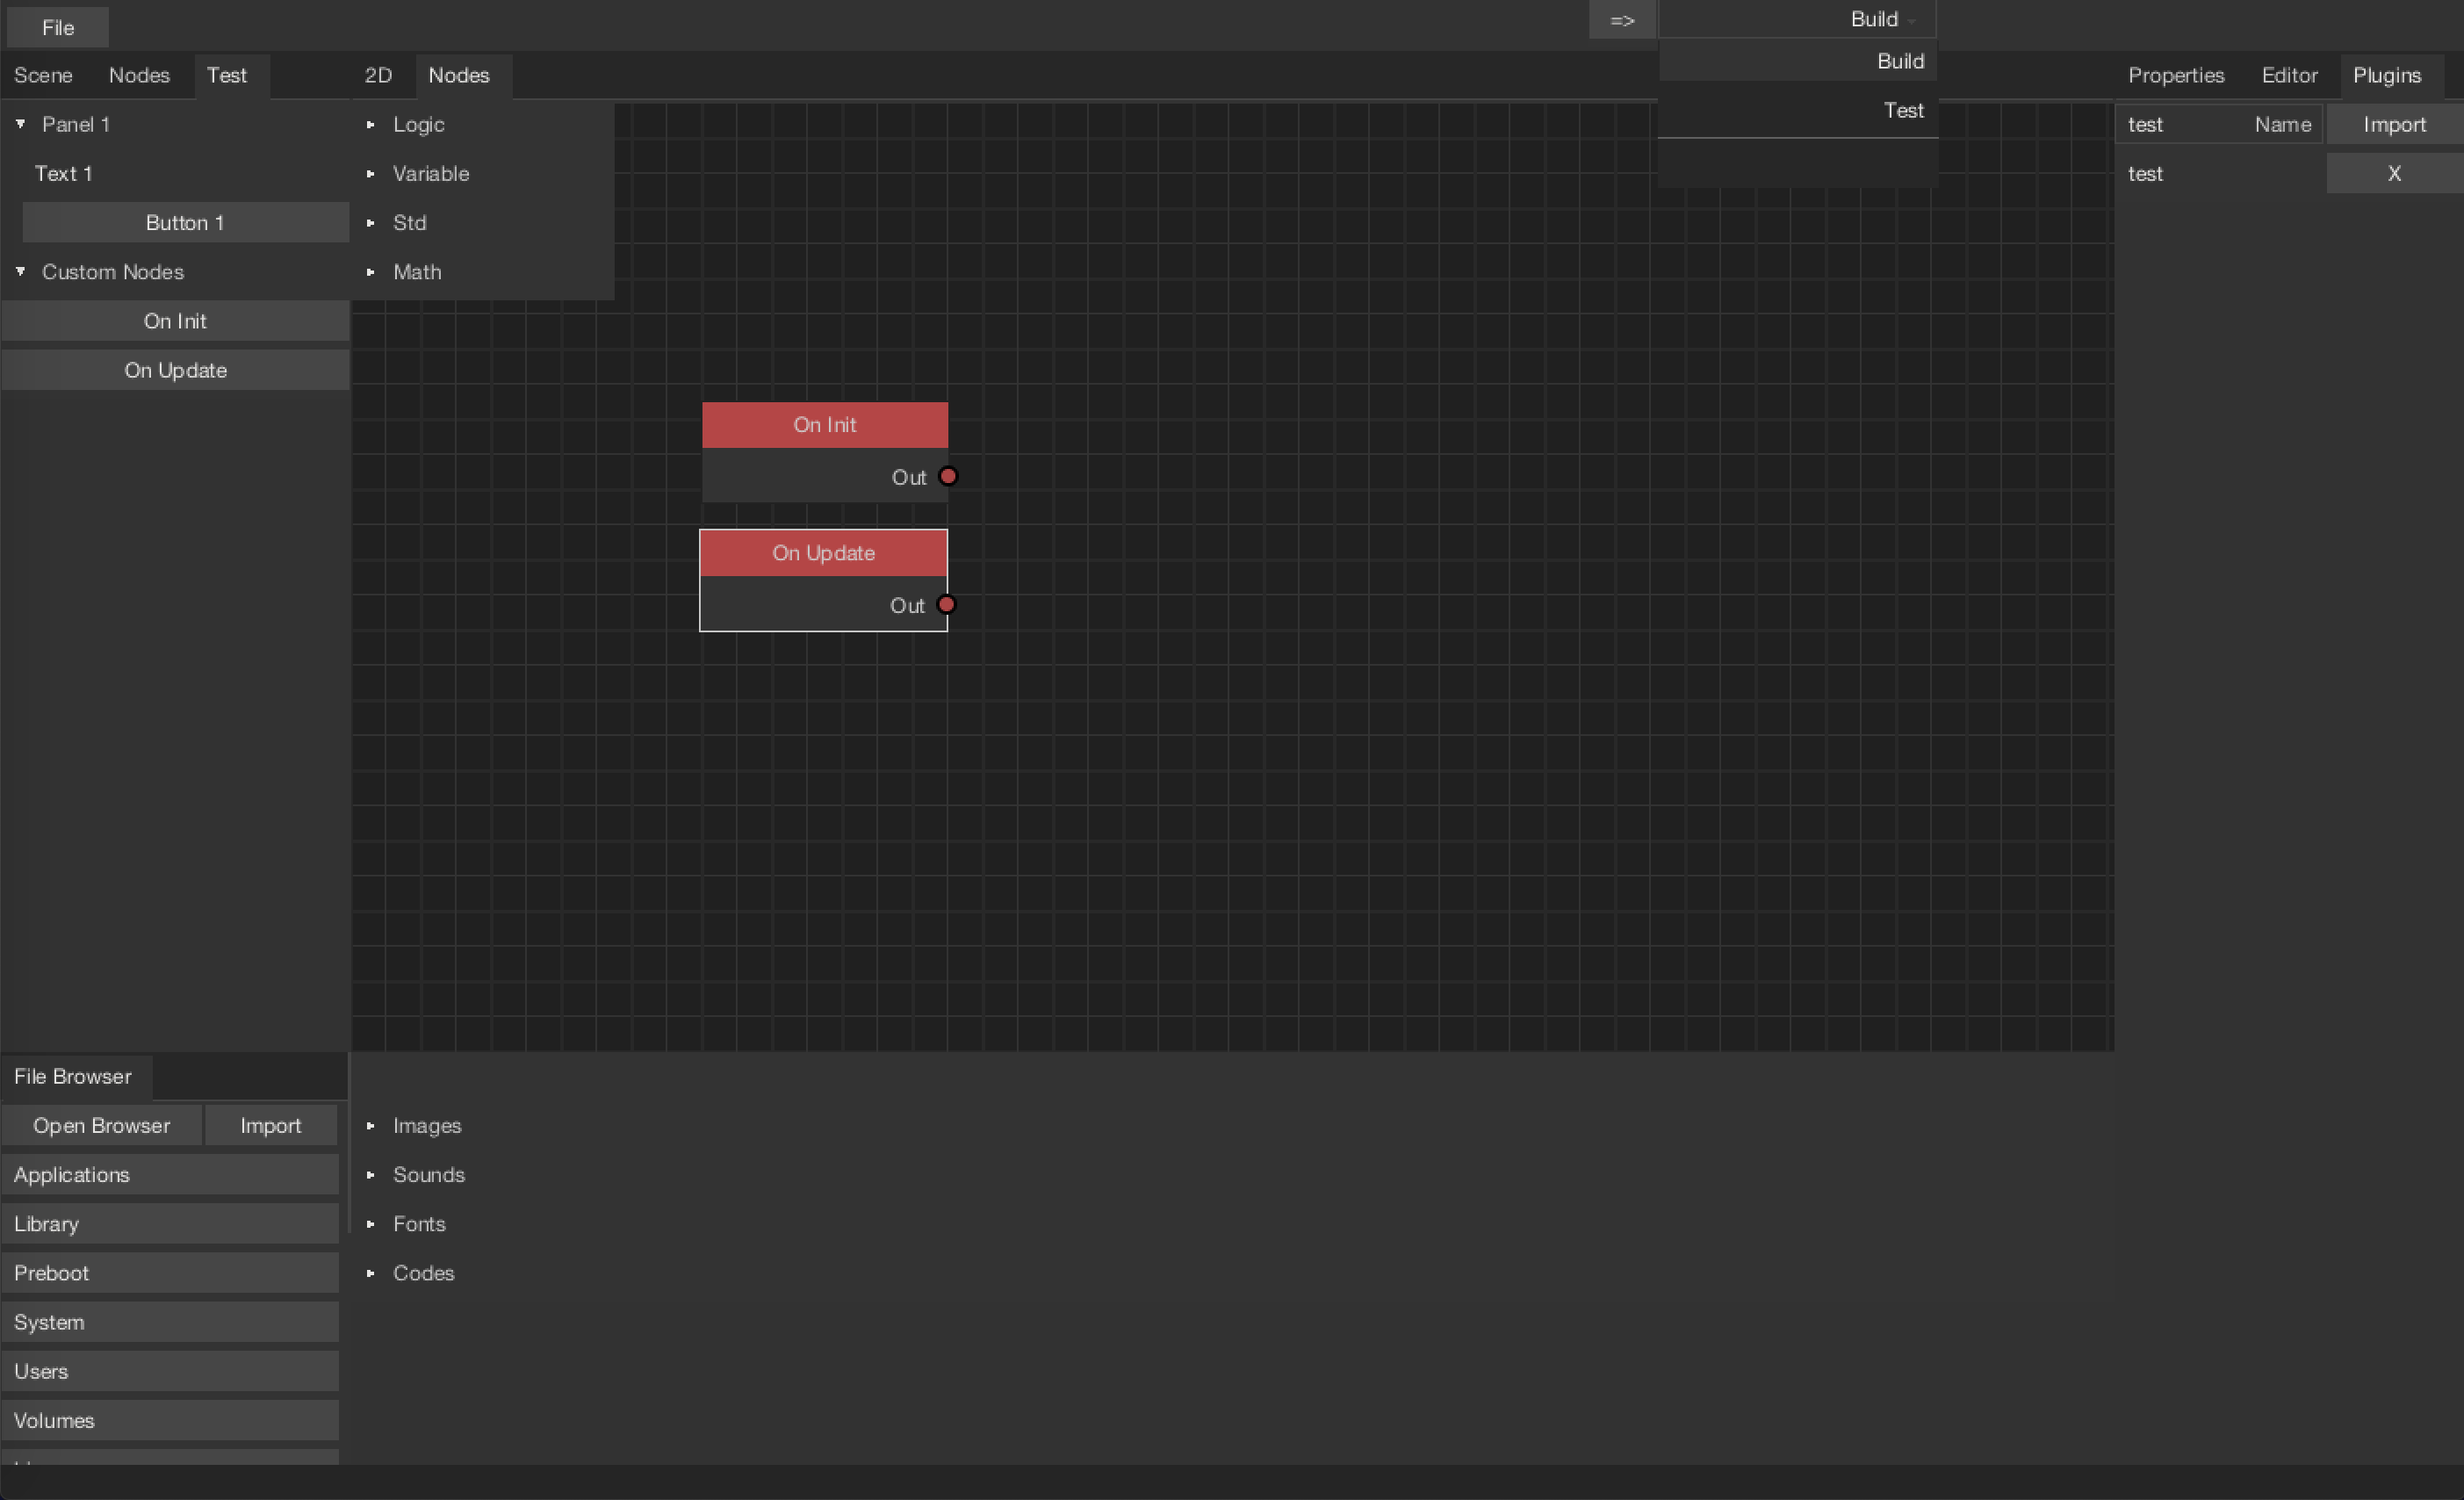 File
=>
Build
Build
Test
Scene Nodes Test
2D Nodes
Properties Editor Plugins
Panel 1
Text 1
Button 1
Custom Nodes
On Init
On Update
Logic
Variable
Std
Math
test Name Import
test X
On Init
Out
On Update
Out
File Browser
Open Browser Import
Applications
Library
Preboot
System
Users
Volumes
Images
Sounds
Fonts
Codes